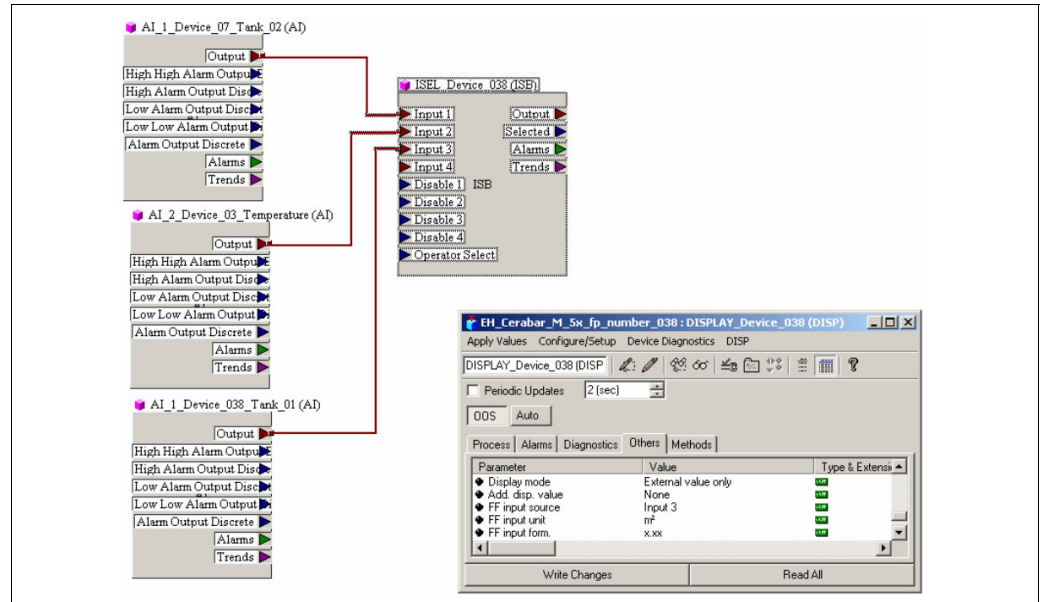 AI_1_Device_07_Tank_02 (AI)
Output
High High Alarm Outpu
High Alarm Output Disc
Low Alarm Output Disc
Low Low Alarm Output
Alarm Output Discrete
Alarms
Trends
ISEL_Device_038 (ISB)
Input 1 Output
Input 2 Selected
Input 3 Alarms
Input 4 Trends
Disable 1 ISB
Disable 2
Disable 3
Disable 4
Operator Select
AI_2_Device_03_Temperature (AI)
Output
High High Alarm Outpu
High Alarm Output Disc
Low Alarm Output Disc
Low Low Alarm Output
Alarm Output Discrete
Alarms
Trends
AI_1_Device_038_Tank_01 (AI)
Output
High High Alarm Outpu
High Alarm Output Disc
Low Alarm Output Disc
Low Low Alarm Output
Alarm Output Discrete
Alarms
Trends
EH_Cerabar_M_5x_fp_number_038 : DISPLAY_Device_038 (DISP)
Apply Values Configure/Setup Device Diagnostics DISP
DISPLAY_Device_038 (DISP
Periodic Updates 2 (sec)
OOS Auto
Process Alarms Diagnostics Others Methods
Parameter Value Type & Extensi
Display mode External value only
Add. disp. value None
FF input source Input 3
FF input unit m²
FF input form. x.xx
Write Changes Read All